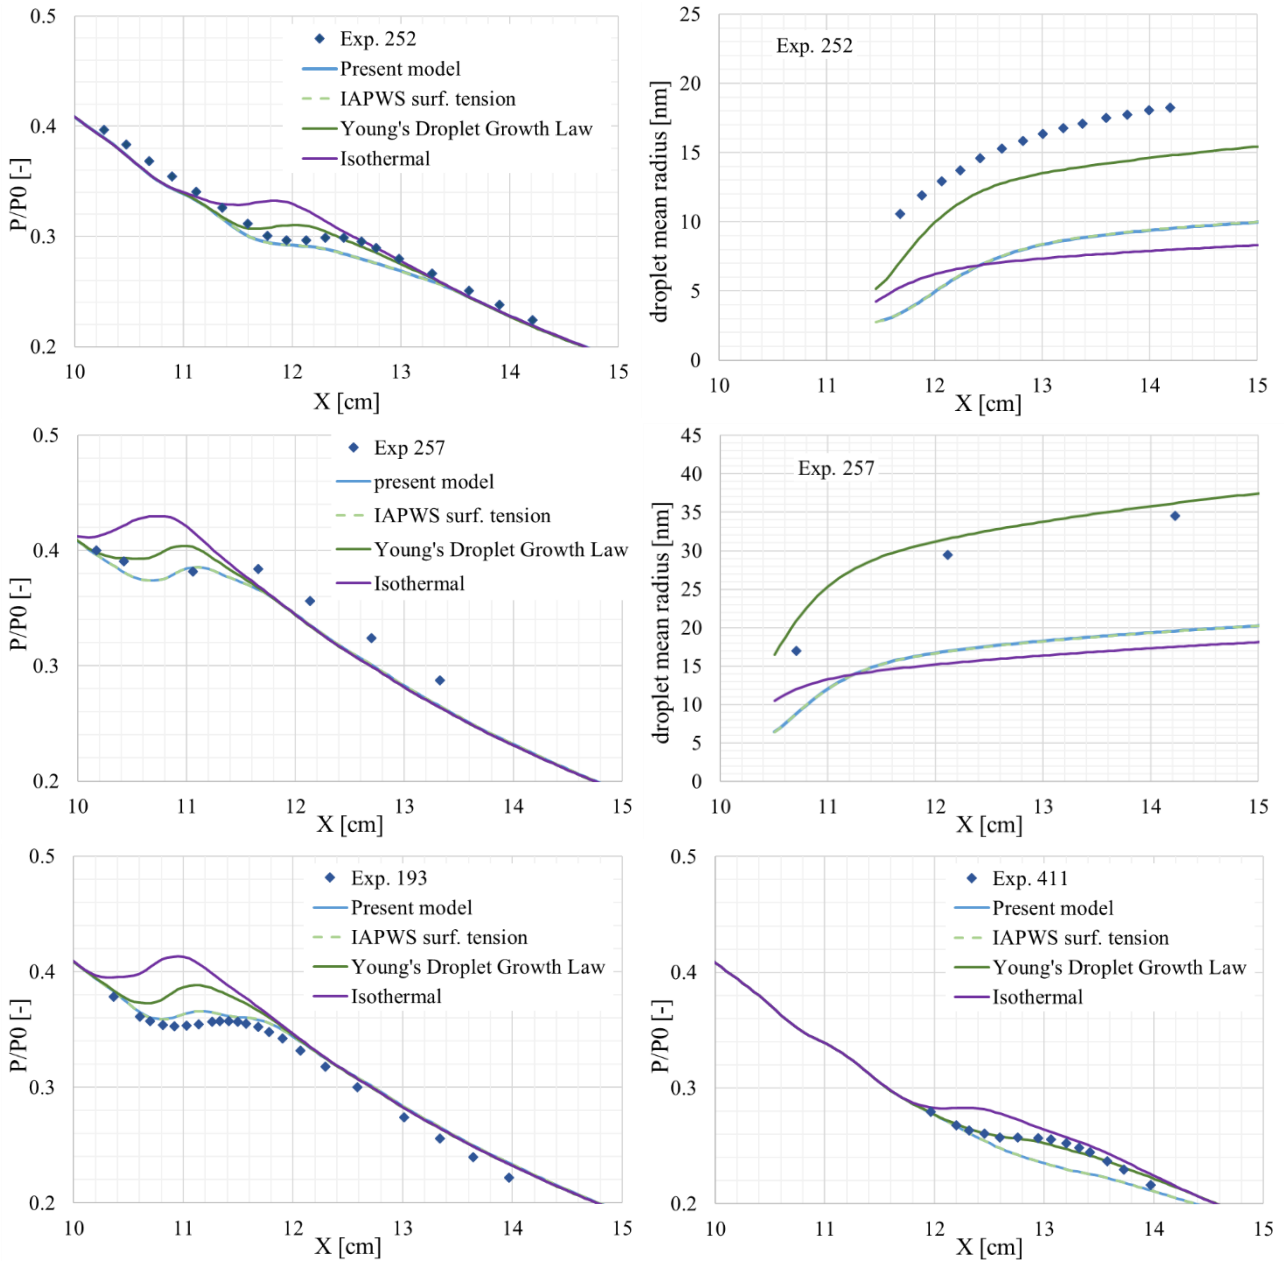 0.5
0.4
0.3
0.2
P/P0 [-]
Exp. 252
Present model
IAPWS surf. tension
Young's Droplet Growth Law
Isothermal
10 11 12 13 14 15
X [cm]
25
20
15
10
5
0
droplet mean radius [nm]
Exp. 252
10 11 12 13 14 15
X [cm]
0.5
0.4
0.3
0.2
P/P0 [-]
Exp 257
present model
IAPWS surf. tension
Young's Droplet Growth Law
Isothermal
10 11 12 13 14 15
X [cm]
45
40
35
30
25
20
15
10
5
0
droplet mean radius [nm]
Exp. 257
10 11 12 13 14 15
X [cm]
0.5
0.4
0.3
0.2
P/P0 [-]
Exp. 193
Present model
IAPWS surf. tension
Young's Droplet Growth Law
Isothermal
10 11 12 13 14 15
X [cm]
0.5
0.4
0.3
0.2
P/P0 [-]
Exp. 411
Present model
IAPWS surf. tension
Young's Droplet Growth Law
Isothermal
10 11 12 13 14 15
X [cm]